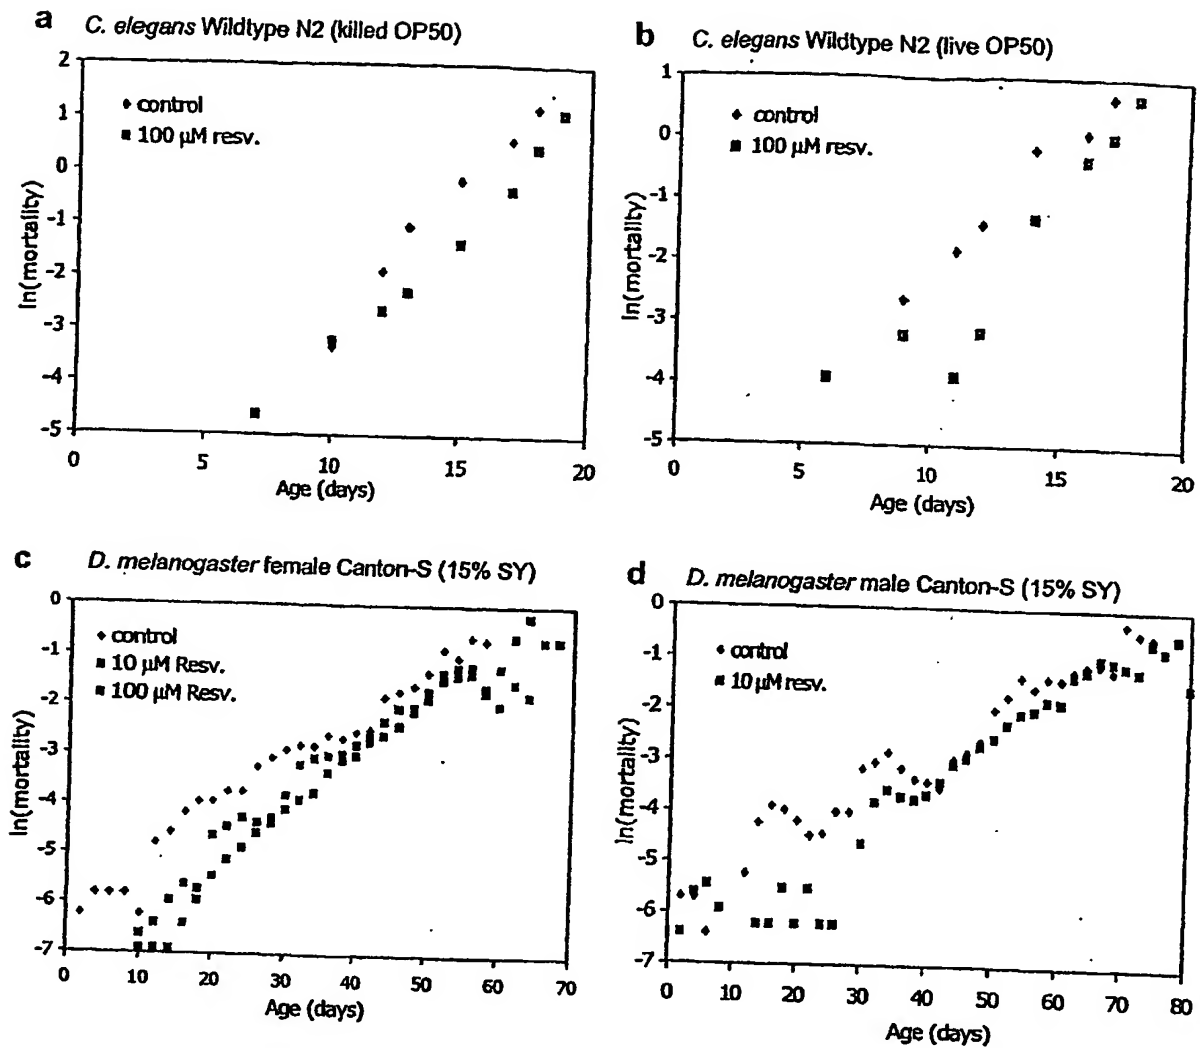 a C. elegans Wildtype N2 (killed OP50)
2
1
0
-1
-2
-3
-4
-5
ln(mortality)
control
100 μM resv.
0 5 10 15 20
Age (days)
b C. elegans Wildtype N2 (live OP50)
1
0
-1
-2
-3
-4
-5
ln(mortality)
control
100 μM resv.
0 5 10 15 20
Age (days)
c D. melanogaster female Canton-S (15% SY)
0
-1
-2
-3
-4
-5
-6
-7
ln(mortality)
control
10 μM Resv.
100 μM Resv.
0 10 20 30 40 50 60 70
Age (days)
d D. melanogaster male Canton-S (15% SY)
0
-1
-2
-3
-4
-5
-6
-7
ln(mortality)
control
10 μM resv.
0 10 20 30 40 50 60 70 80
Age (days)